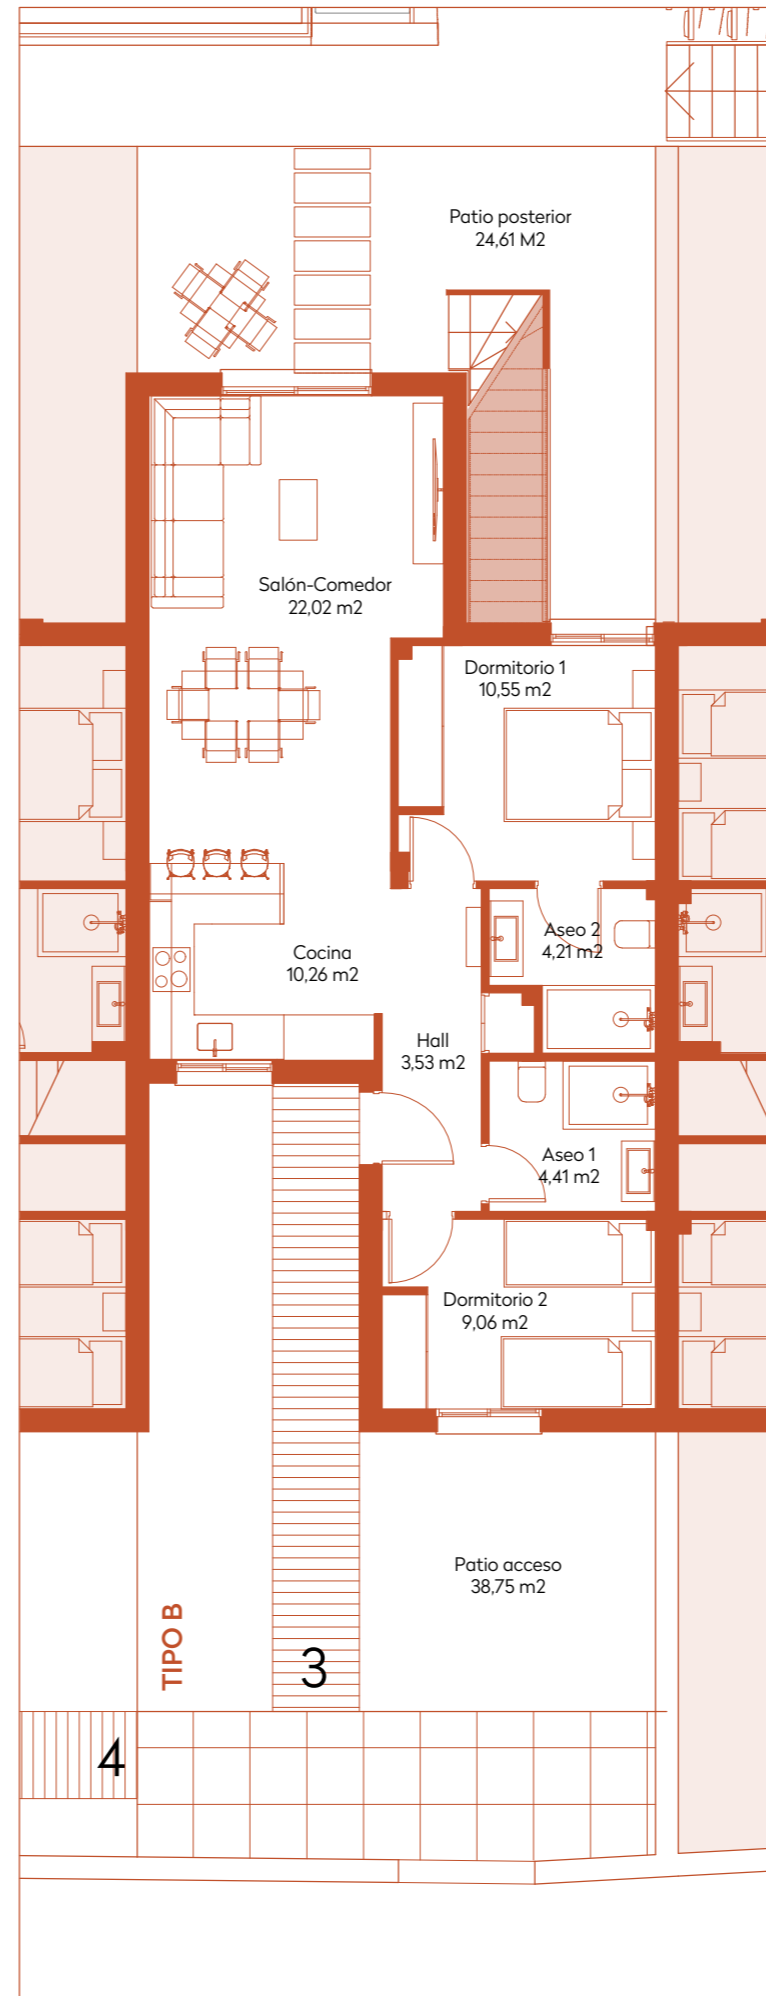 Patio posterior
24,61 M2
Salón-Comedor
22,02 m2
Dormitorio 1
10,55 m2
Aseo 2
4,21 m2
Cocina
10,26 m2
Hall
3,53 m2
Aseo 1
4,41 m2
Dormitorio 2
9,06 m2
Patio acceso
38,75 m2
TIPO B
3
4